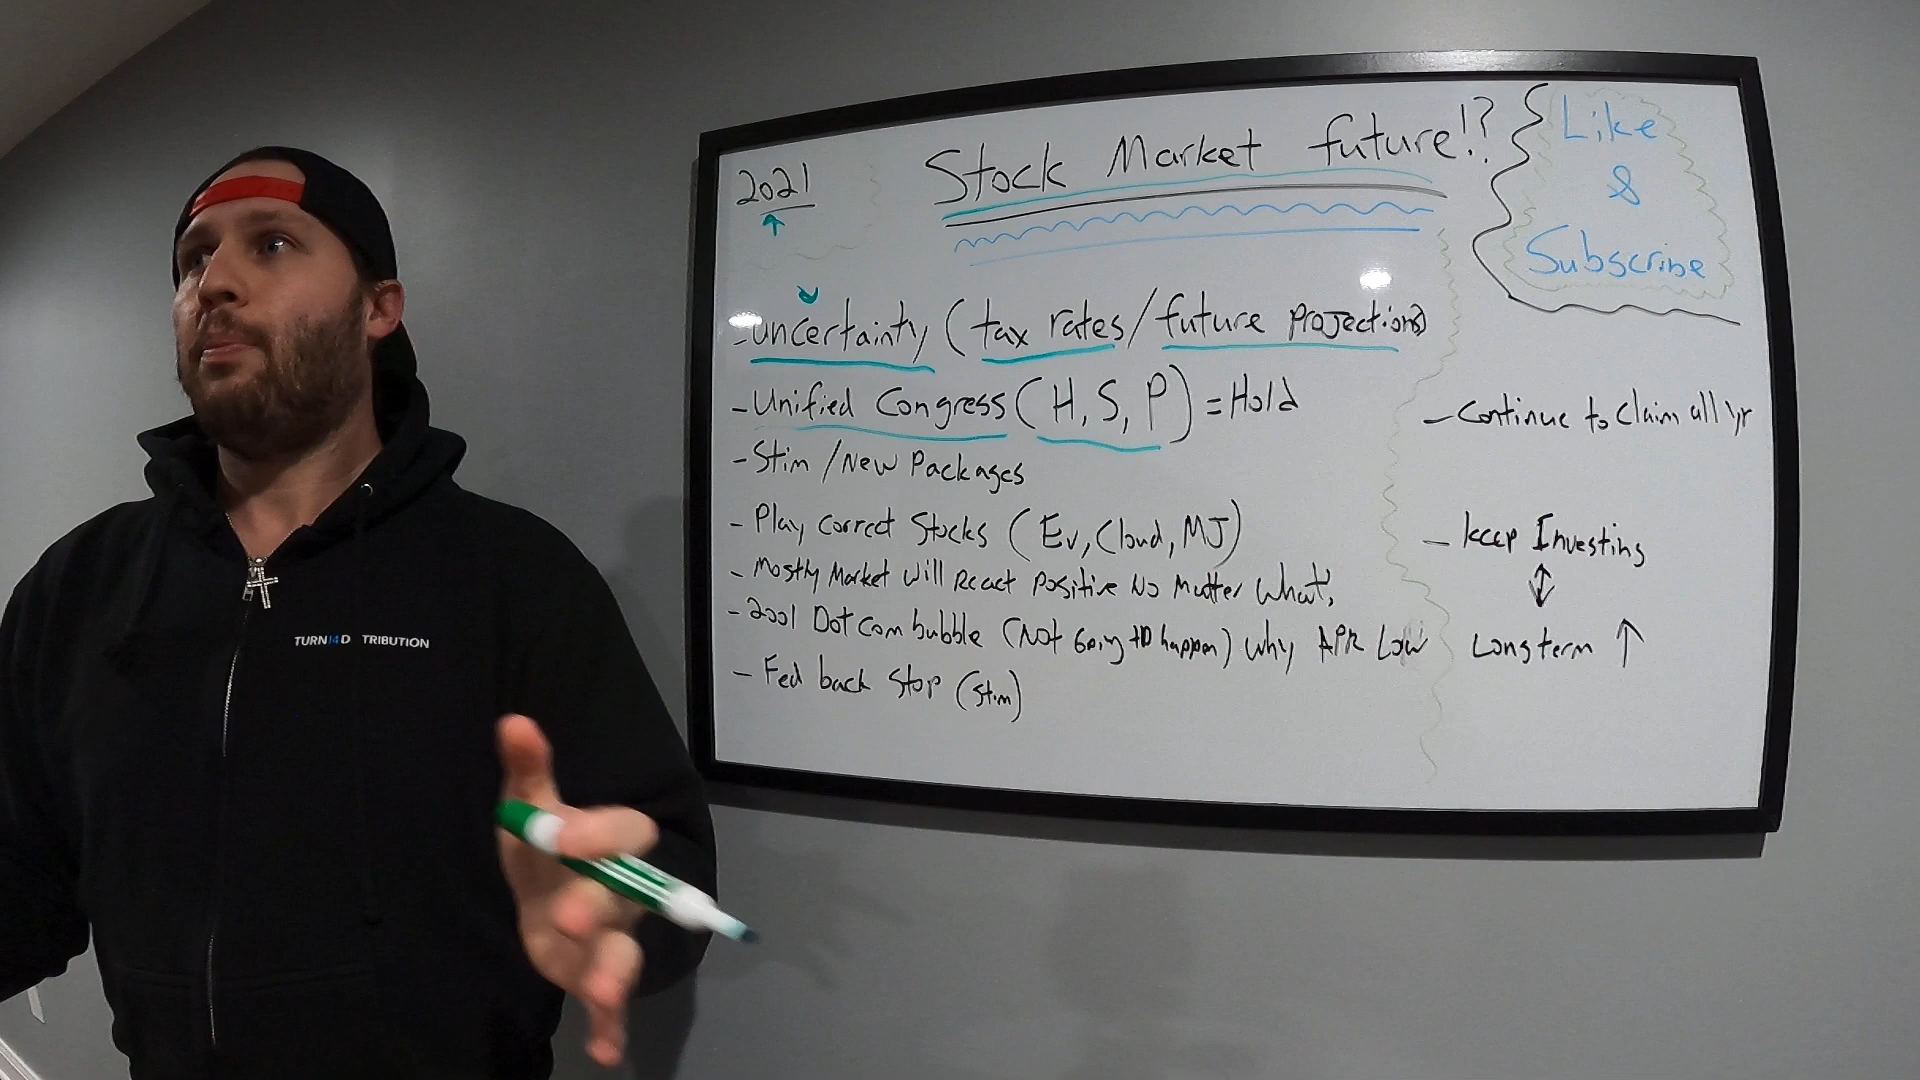 2021
Stock Market future!?
Like
&
Subscribe
- uncertainty (tax rates/future projections)
- Unified Congress (H, S, P) = Hold
- Stim / New Packages
- Play Correct Stocks (Ev, Cloud, MJ)
- Mostly Market will React Positive No Matter What,
- 2001 Dot com bubble (Not Going to happen) Why APR Low
- Fed back Stop (Stim)
- Continue to Claim all yr
- keep Investing
Long term
TURN14 D TRIBUTION